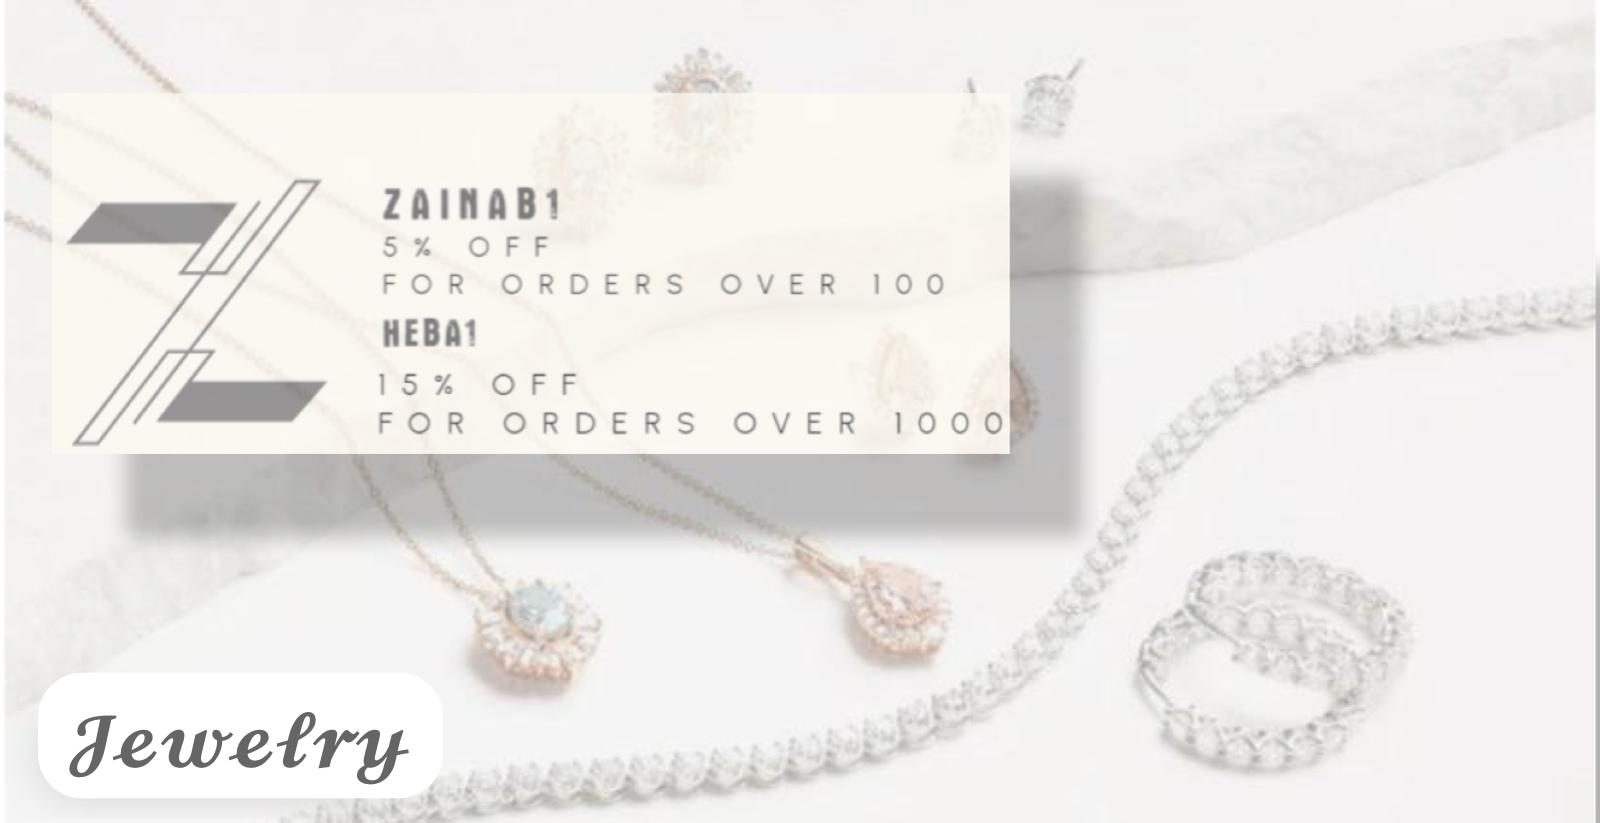 ZAINAB1
5% OFF
FOR ORDERS OVER 100
HEBA1
15% OFF
FOR ORDERS OVER 1000
Jewelry